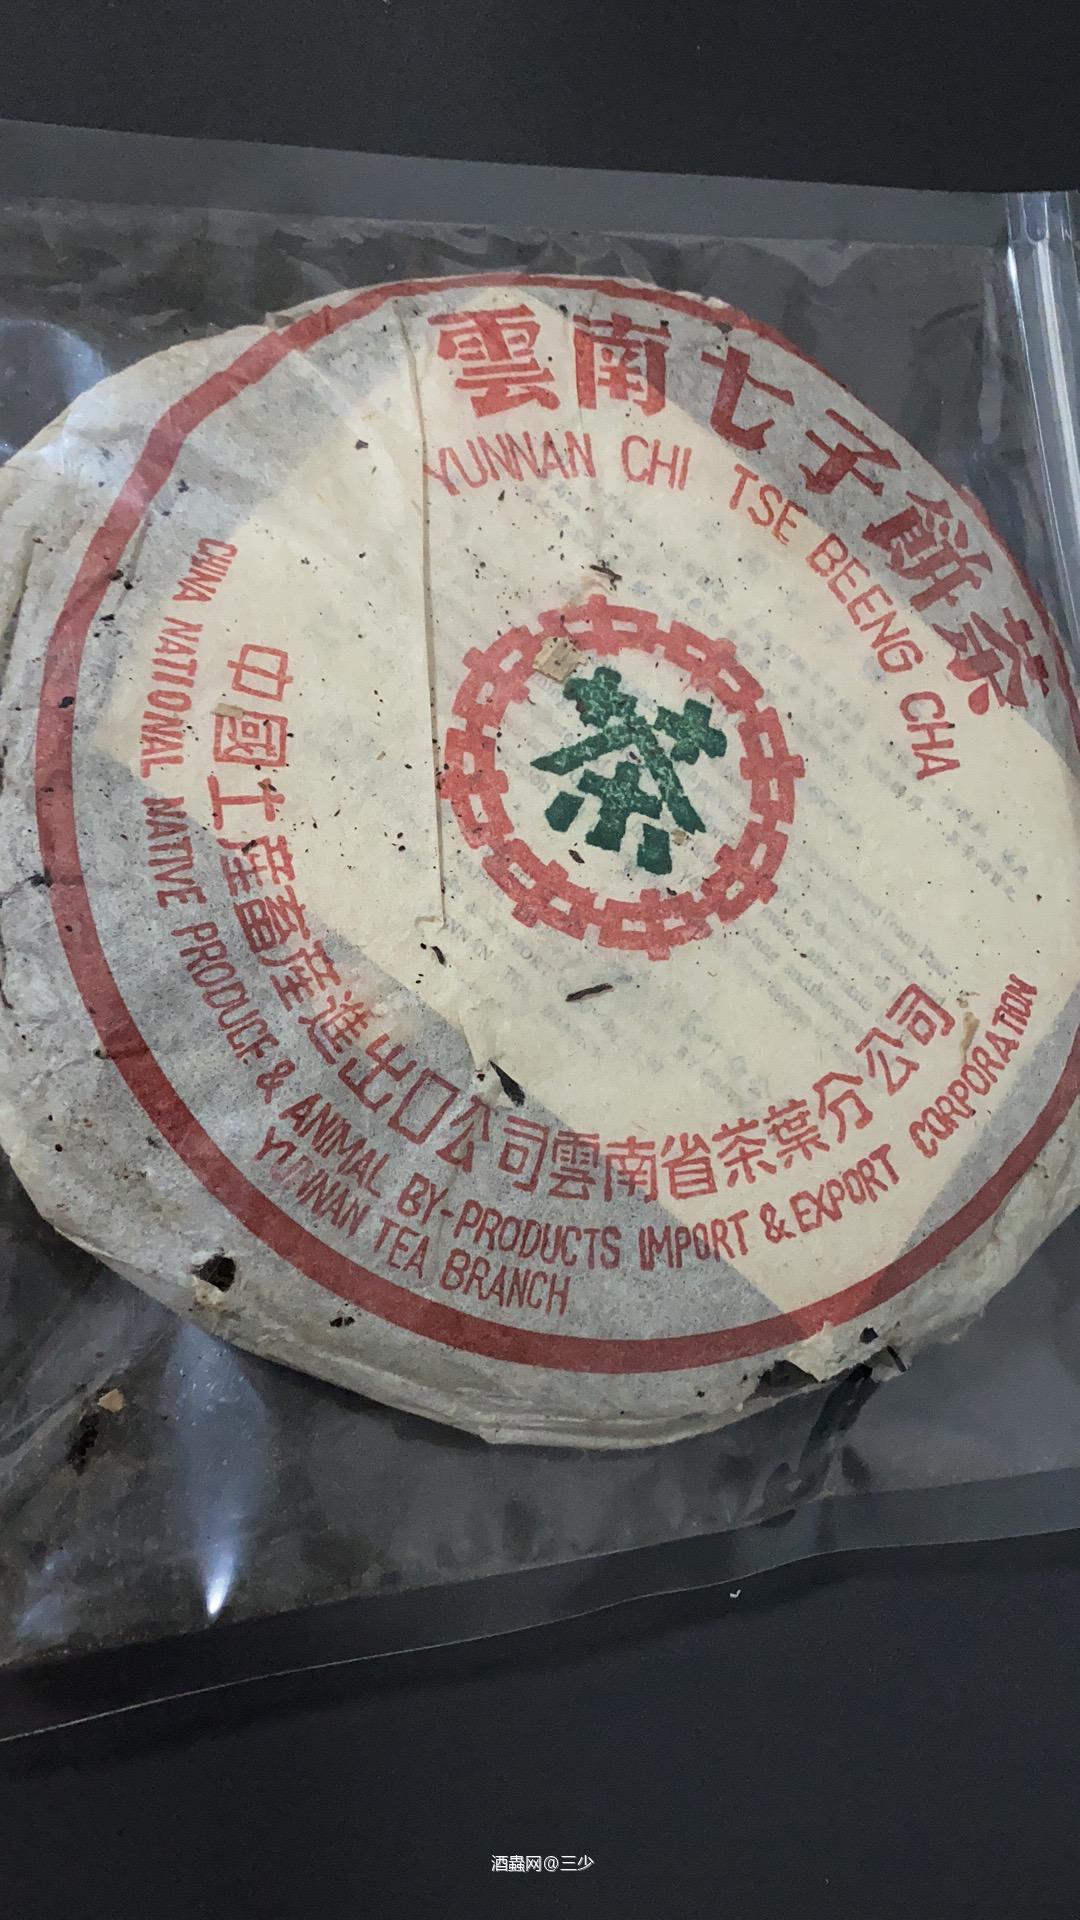 雲南七子餅茶
YUNNAN CHI TSE BEENG CHA
茶
中國土產畜產進出口公司雲南省茶葉分公司
CHINA NATIONAL NATIVE PRODUCE & ANIMAL BY-PRODUCTS IMPORT & EXPORT CORPORATION
YUNNAN TEA BRANCH
酒蟲网@三少